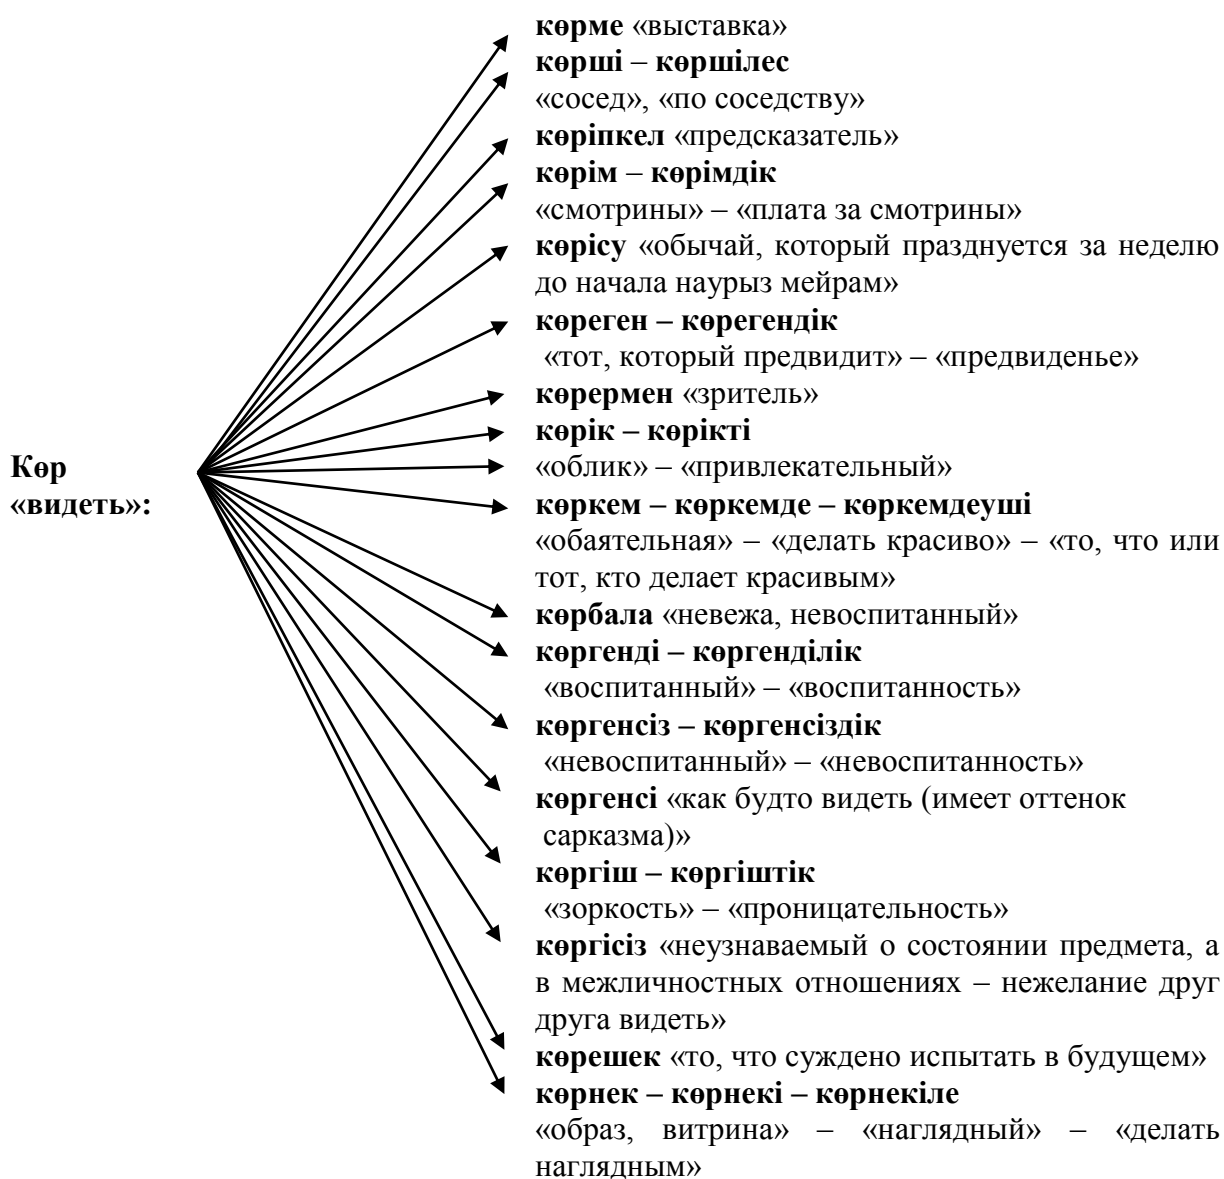 көрме «выставка»
көрші – көршілес
«сосед», «по соседству»
көріпкел «предсказатель»
көрім – көрімдік
«смотрины» – «плата за смотрины»
көрісу «обычай, который празднуется за неделю
до начала наурыз мейрам»
көреген – көрегендік
«тот, который предвидит» – «предвиденье»
көрермен «зритель»
көрік – көрікті
«облик» – «привлекательный»
Көр
«видеть»:
көркем – көркемде – көркемдеуші
«обаятельная» – «делать красиво» – «то, что или
тот, кто делает красивым»
көрбала «невежа, невоспитанный»
көргенді – көргенділік
«воспитанный» – «воспитанность»
көргенсіз – көргенсіздік
«невоспитанный» – «невоспитанность»
көргенсі «как будто видеть (имеет оттенок
сарказма)»
көргіш – көргіштік
«зоркость» – «проницательность»
көргісіз «неузнаваемый о состоянии предмета, а
в межличностных отношениях – нежелание друг
друга видеть»
көрешек «то, что суждено испытать в будущем»
көрнек – көрнекі – көрнекіле
«образ, витрина» – «наглядный» – «делать
наглядным»